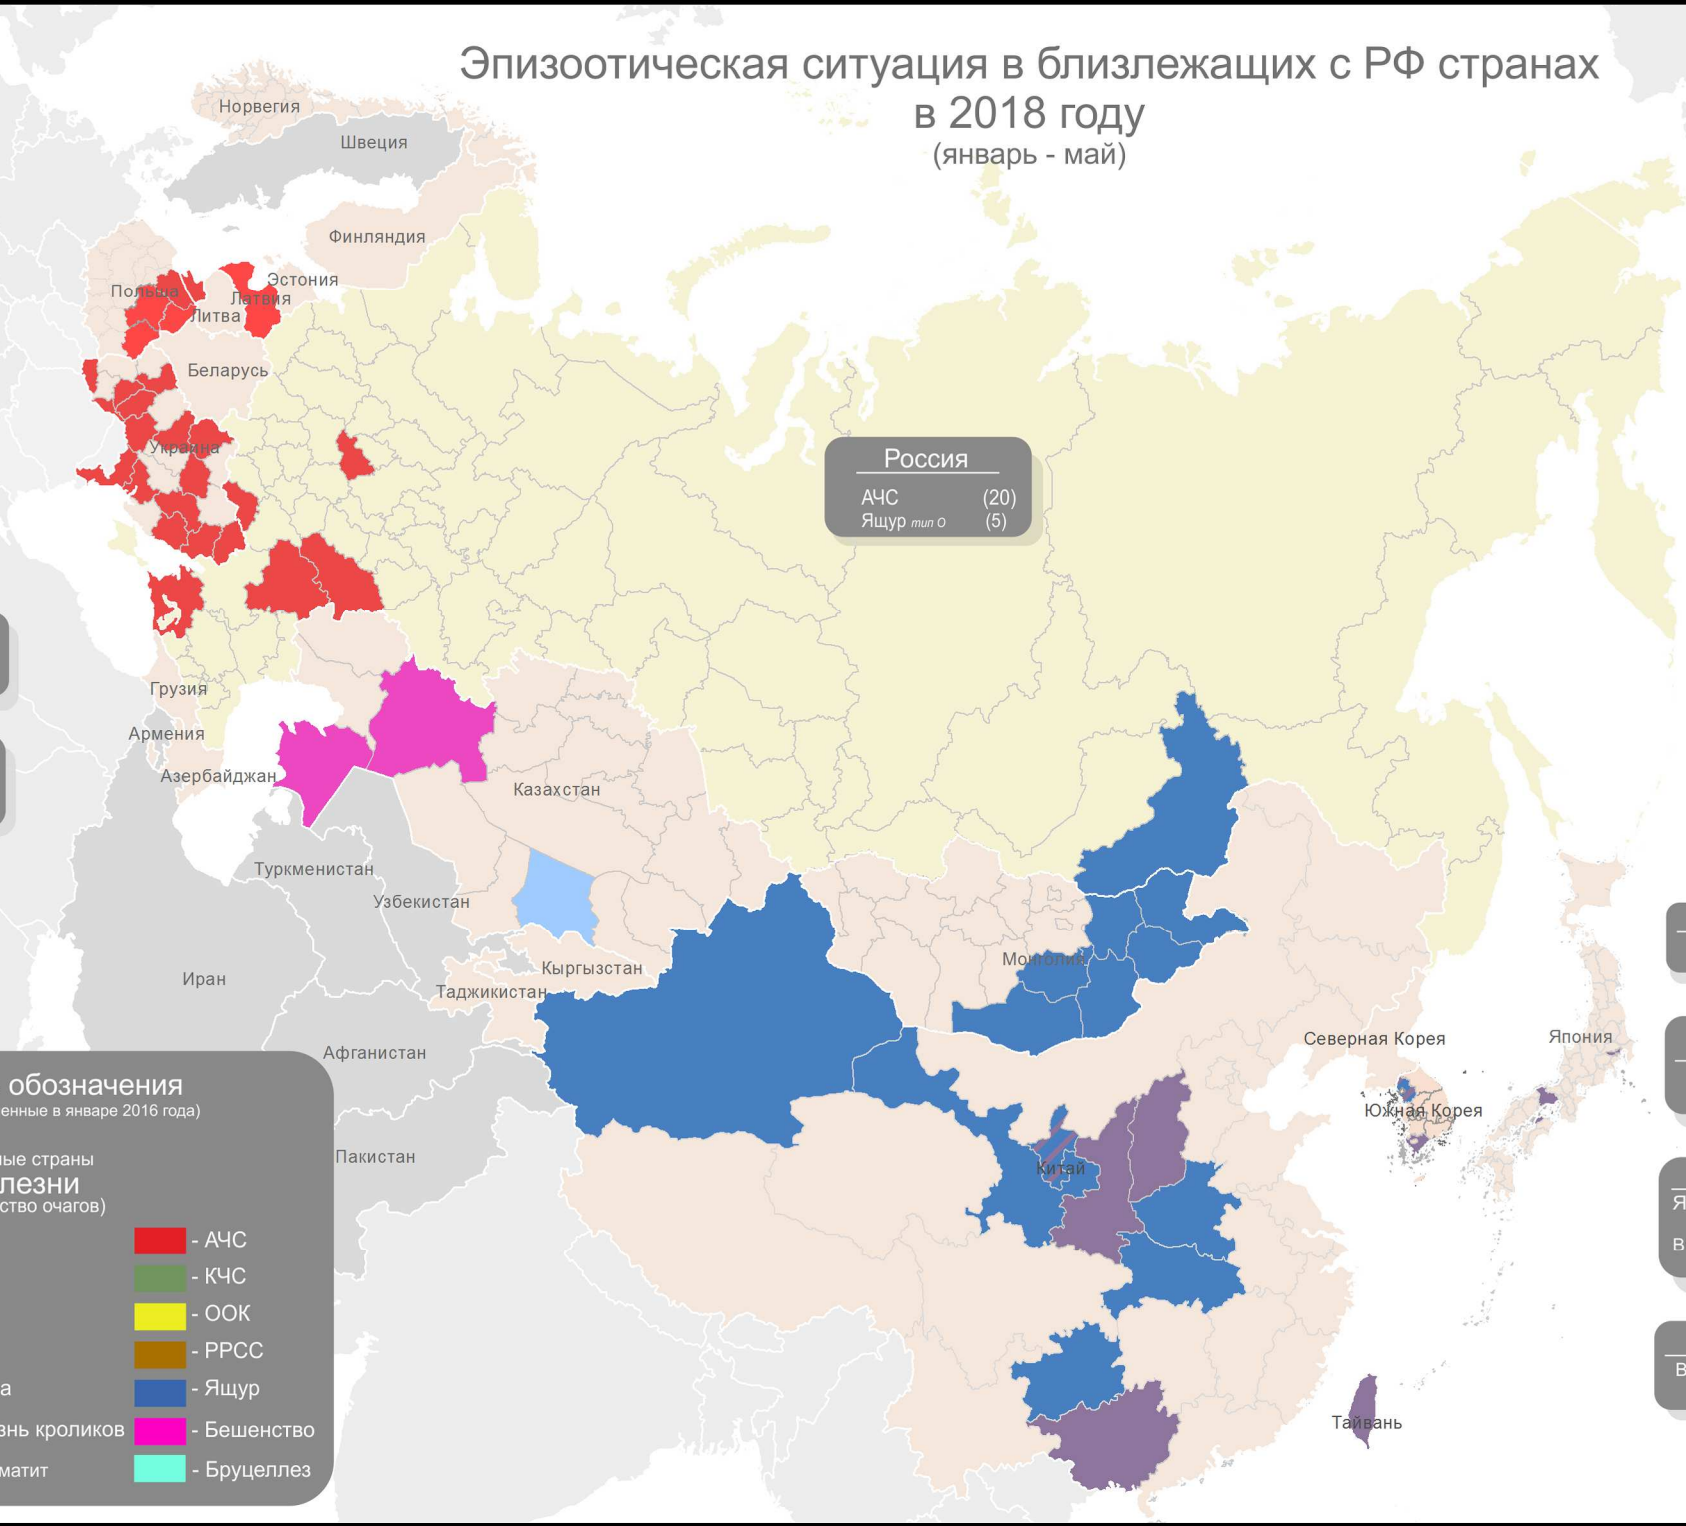 Эпизоотическая ситуация в близлежащих с РФ странах
в 2018 году
(январь - май)
Норвегия
Швеция
Финляндия
Эстония
Польша
Латвия
Литва
Беларусь
Украина
Россия
АЧС (20)
Ящур тип О (5)
Грузия
Армения
Азербайджан
Казахстан
Туркменистан
Узбекистан
Монголия
Кыргызстан
Иран
Таджикистан
Северная Корея
Япония
Афганистан
Южная Корея
Пакистан
Китай
Тайвань
обозначения
енные в январе 2016 года)
ые страны
лезни
ство очагов)
- АЧС
- КЧС
- ООК
- РРСС
а - Ящур
знь кроликов - Бешенство
матит - Бруцеллез
Я
В
В